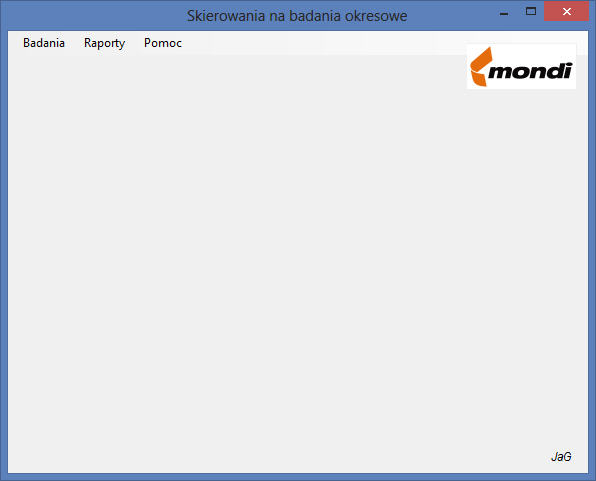 Skierowania na badania okresowe
Badania Raporty Pomoc
mondi
JaG